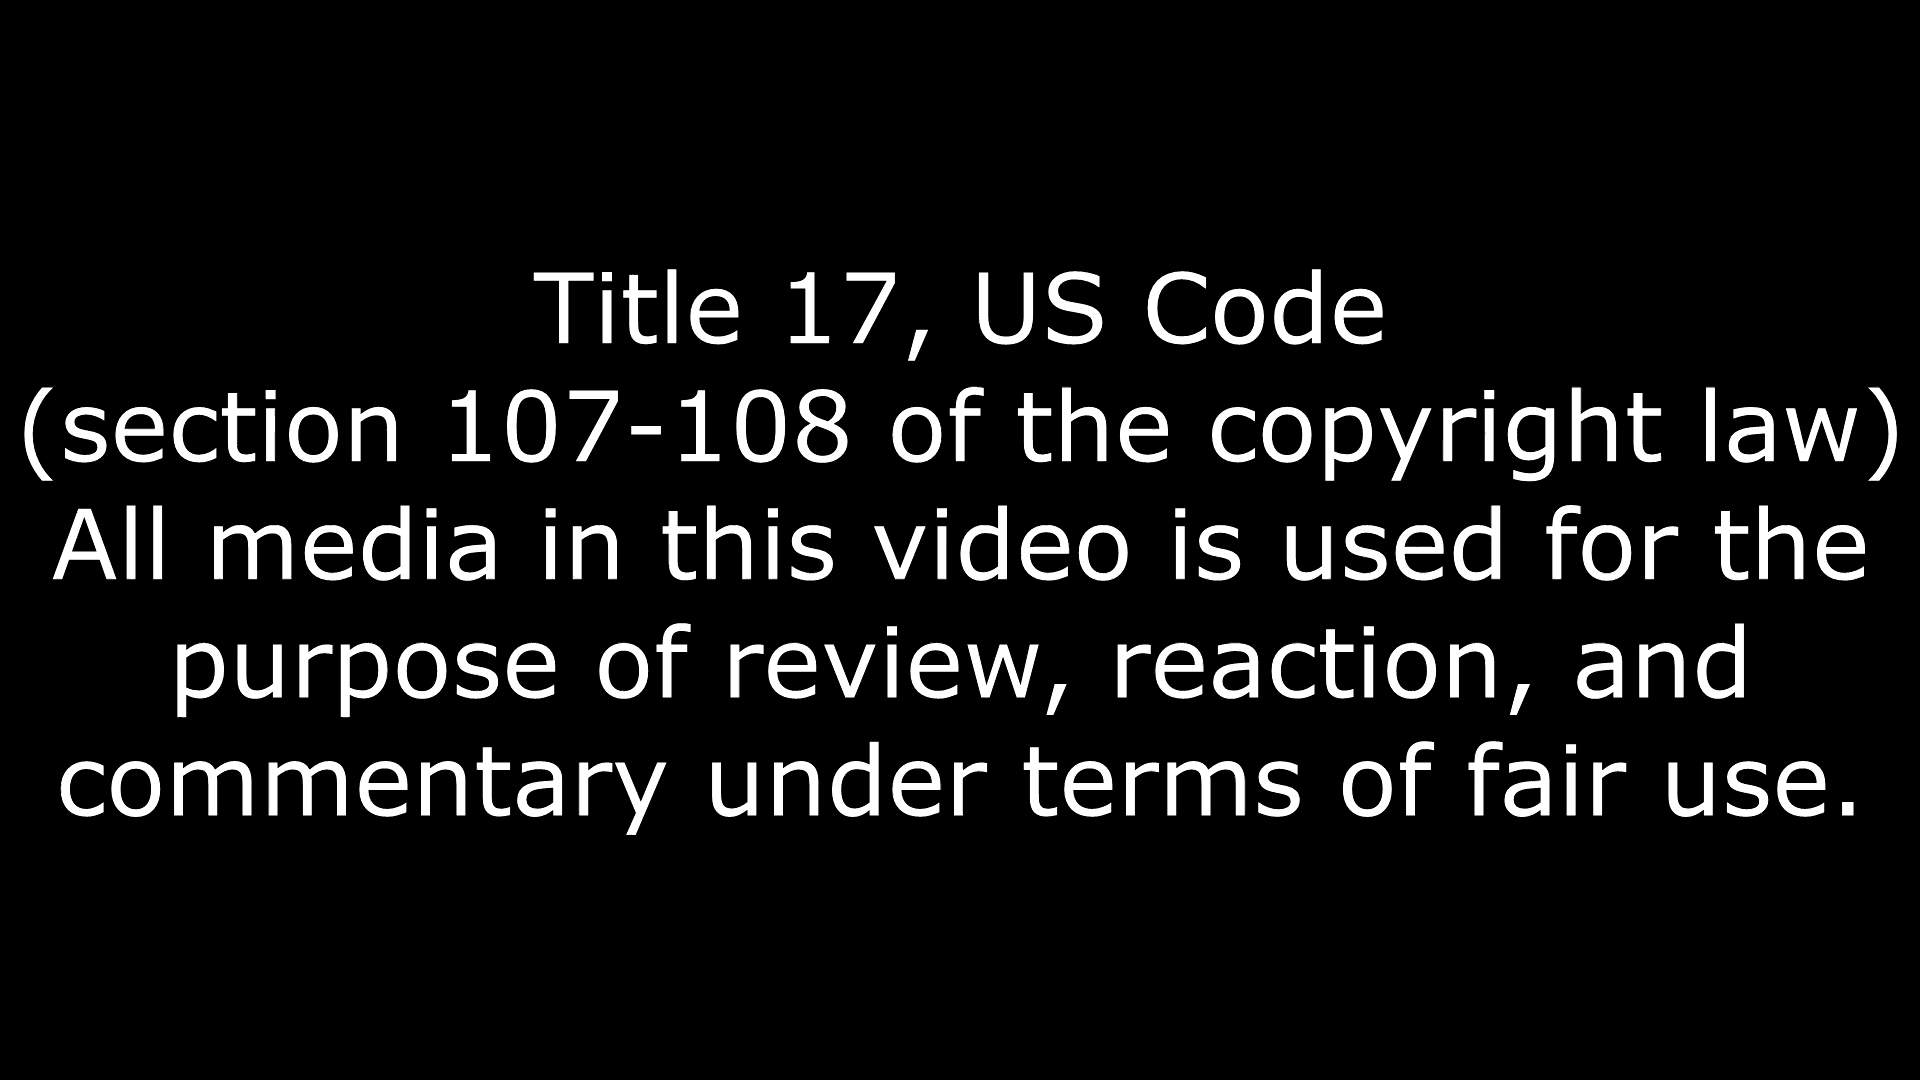 Title 17, US Code
(section 107-108 of the copyright law)
All media in this video is used for the
purpose of review, reaction, and
commentary under terms of fair use.